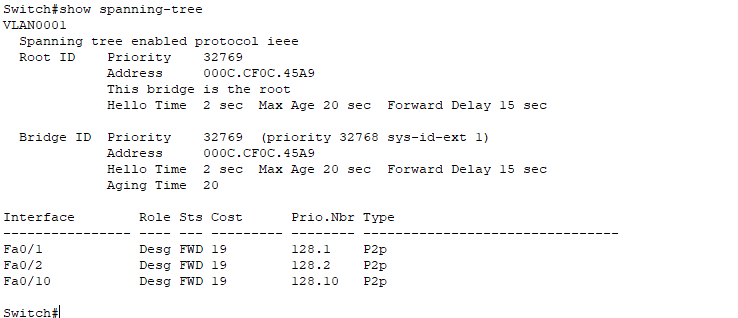 Switch#show spanning-tree
VLAN0001
  Spanning tree enabled protocol ieee
  Root ID    Priority    32769
             Address     000C.CF0C.45A9
             This bridge is the root
             Hello Time  2 sec  Max Age 20 sec  Forward Delay 15 sec

  Bridge ID  Priority    32769  (priority 32768 sys-id-ext 1)
             Address     000C.CF0C.45A9
             Hello Time  2 sec  Max Age 20 sec  Forward Delay 15 sec
             Aging Time  20

Interface        Role Sts Cost      Prio.Nbr Type
---------------- ---- --- --------- -------- --------------------------------
Fa0/1            Desg FWD 19        128.1    P2p
Fa0/2            Desg FWD 19        128.2    P2p
Fa0/10           Desg FWD 19        128.10   P2p

Switch#